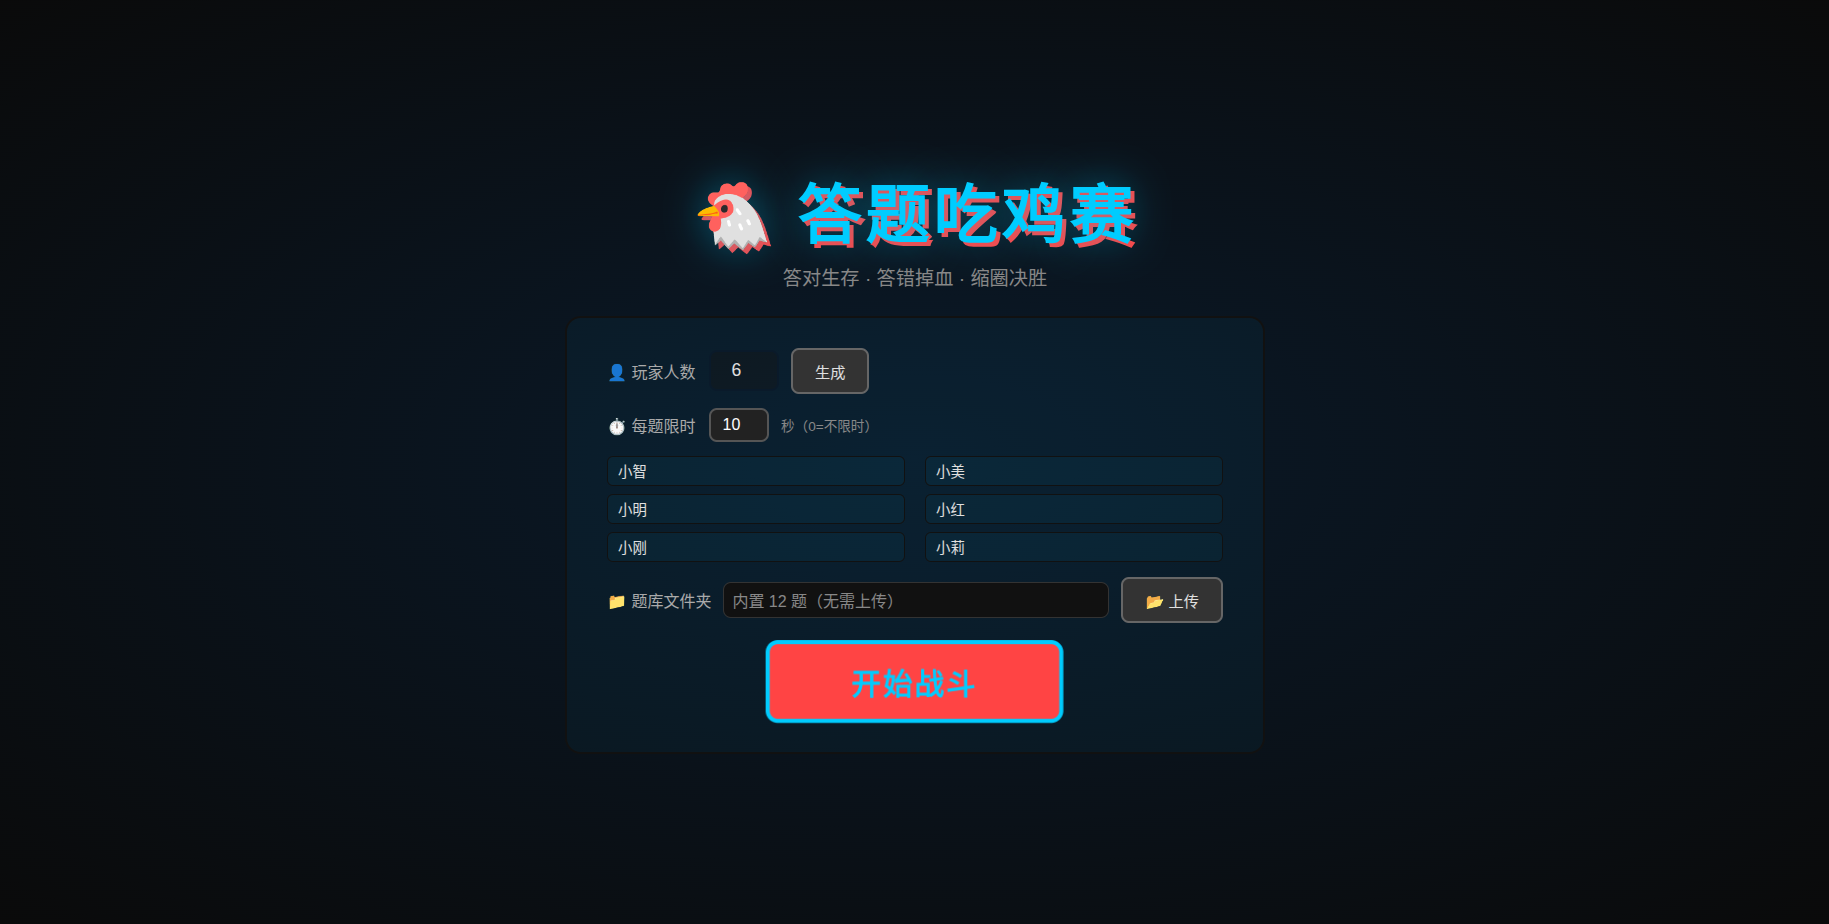 答题吃鸡赛
答对生存 · 答错掉血 · 缩圈决胜
玩家人数 6 生成
每题限时 10 秒（0=不限时）
小智 小美
小明 小红
小刚 小莉
题库文件夹 内置 12 题（无需上传） 上传
开始战斗